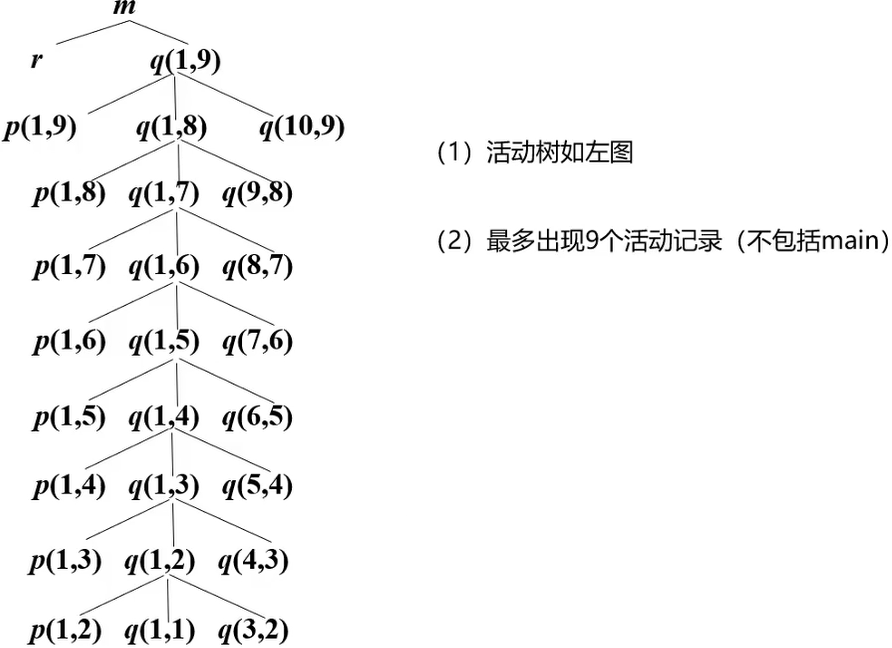 m
r q(1,9)
p(1,9) q(1,8) q(10,9)
p(1,8) q(1,7) q(9,8)
p(1,7) q(1,6) q(8,7)
p(1,6) q(1,5) q(7,6)
p(1,5) q(1,4) q(6,5)
p(1,4) q(1,3) q(5,4)
p(1,3) q(1,2) q(4,3)
p(1,2) q(1,1) q(3,2)
（1）活动树如左图
（2）最多出现9个活动记录（不包括main）